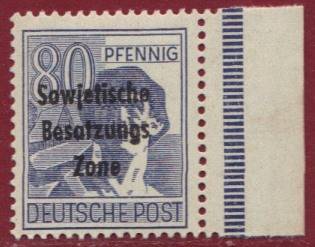 80 PFENNIG
Sowjetische
Besatzungs-
Zone
DEUTSCHE POST